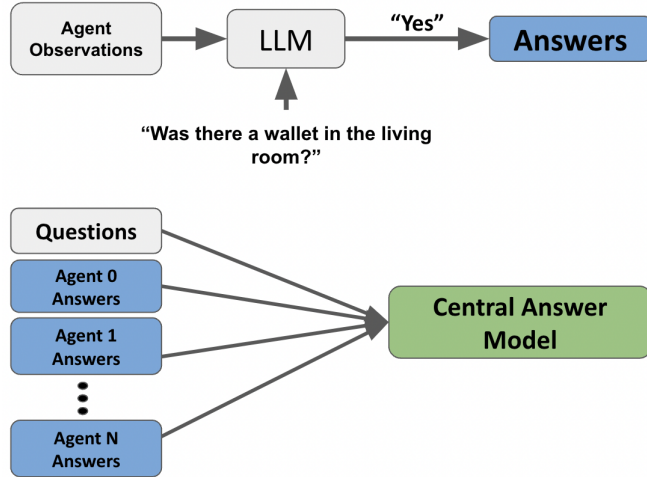 Agent
Observations
LLM
“Yes”
Answers
“Was there a wallet in the living
room?”
Questions
Agent 0
Answers
Agent 1
Answers
Agent N
Answers
Central Answer
Model